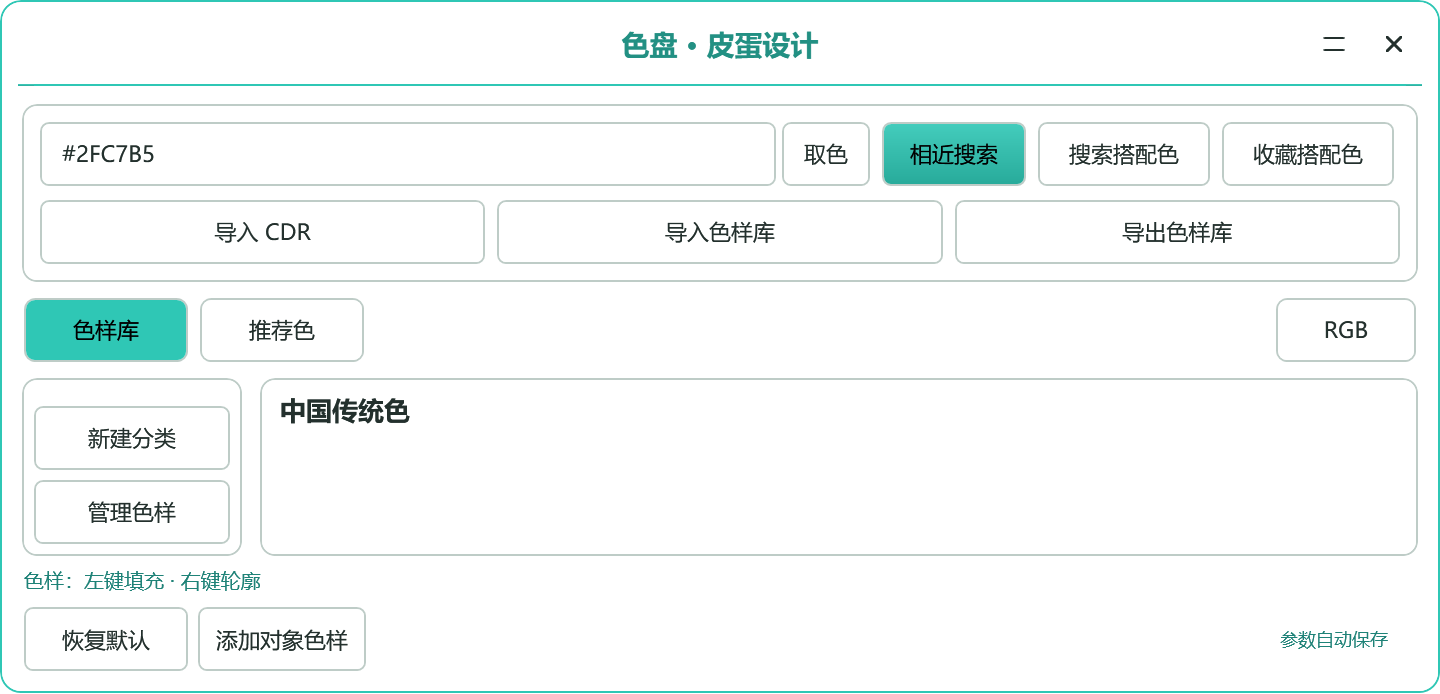 色盘 · 皮蛋设计
#2FC7B5 取色 相近搜索 搜索搭配色 收藏搭配色
导入 CDR 导入色样库 导出色样库
色样库 推荐色 RGB
中国传统色
新建分类
管理色样
色样：左键填充 · 右键轮廓
恢复默认 添加对象色样 参数自动保存